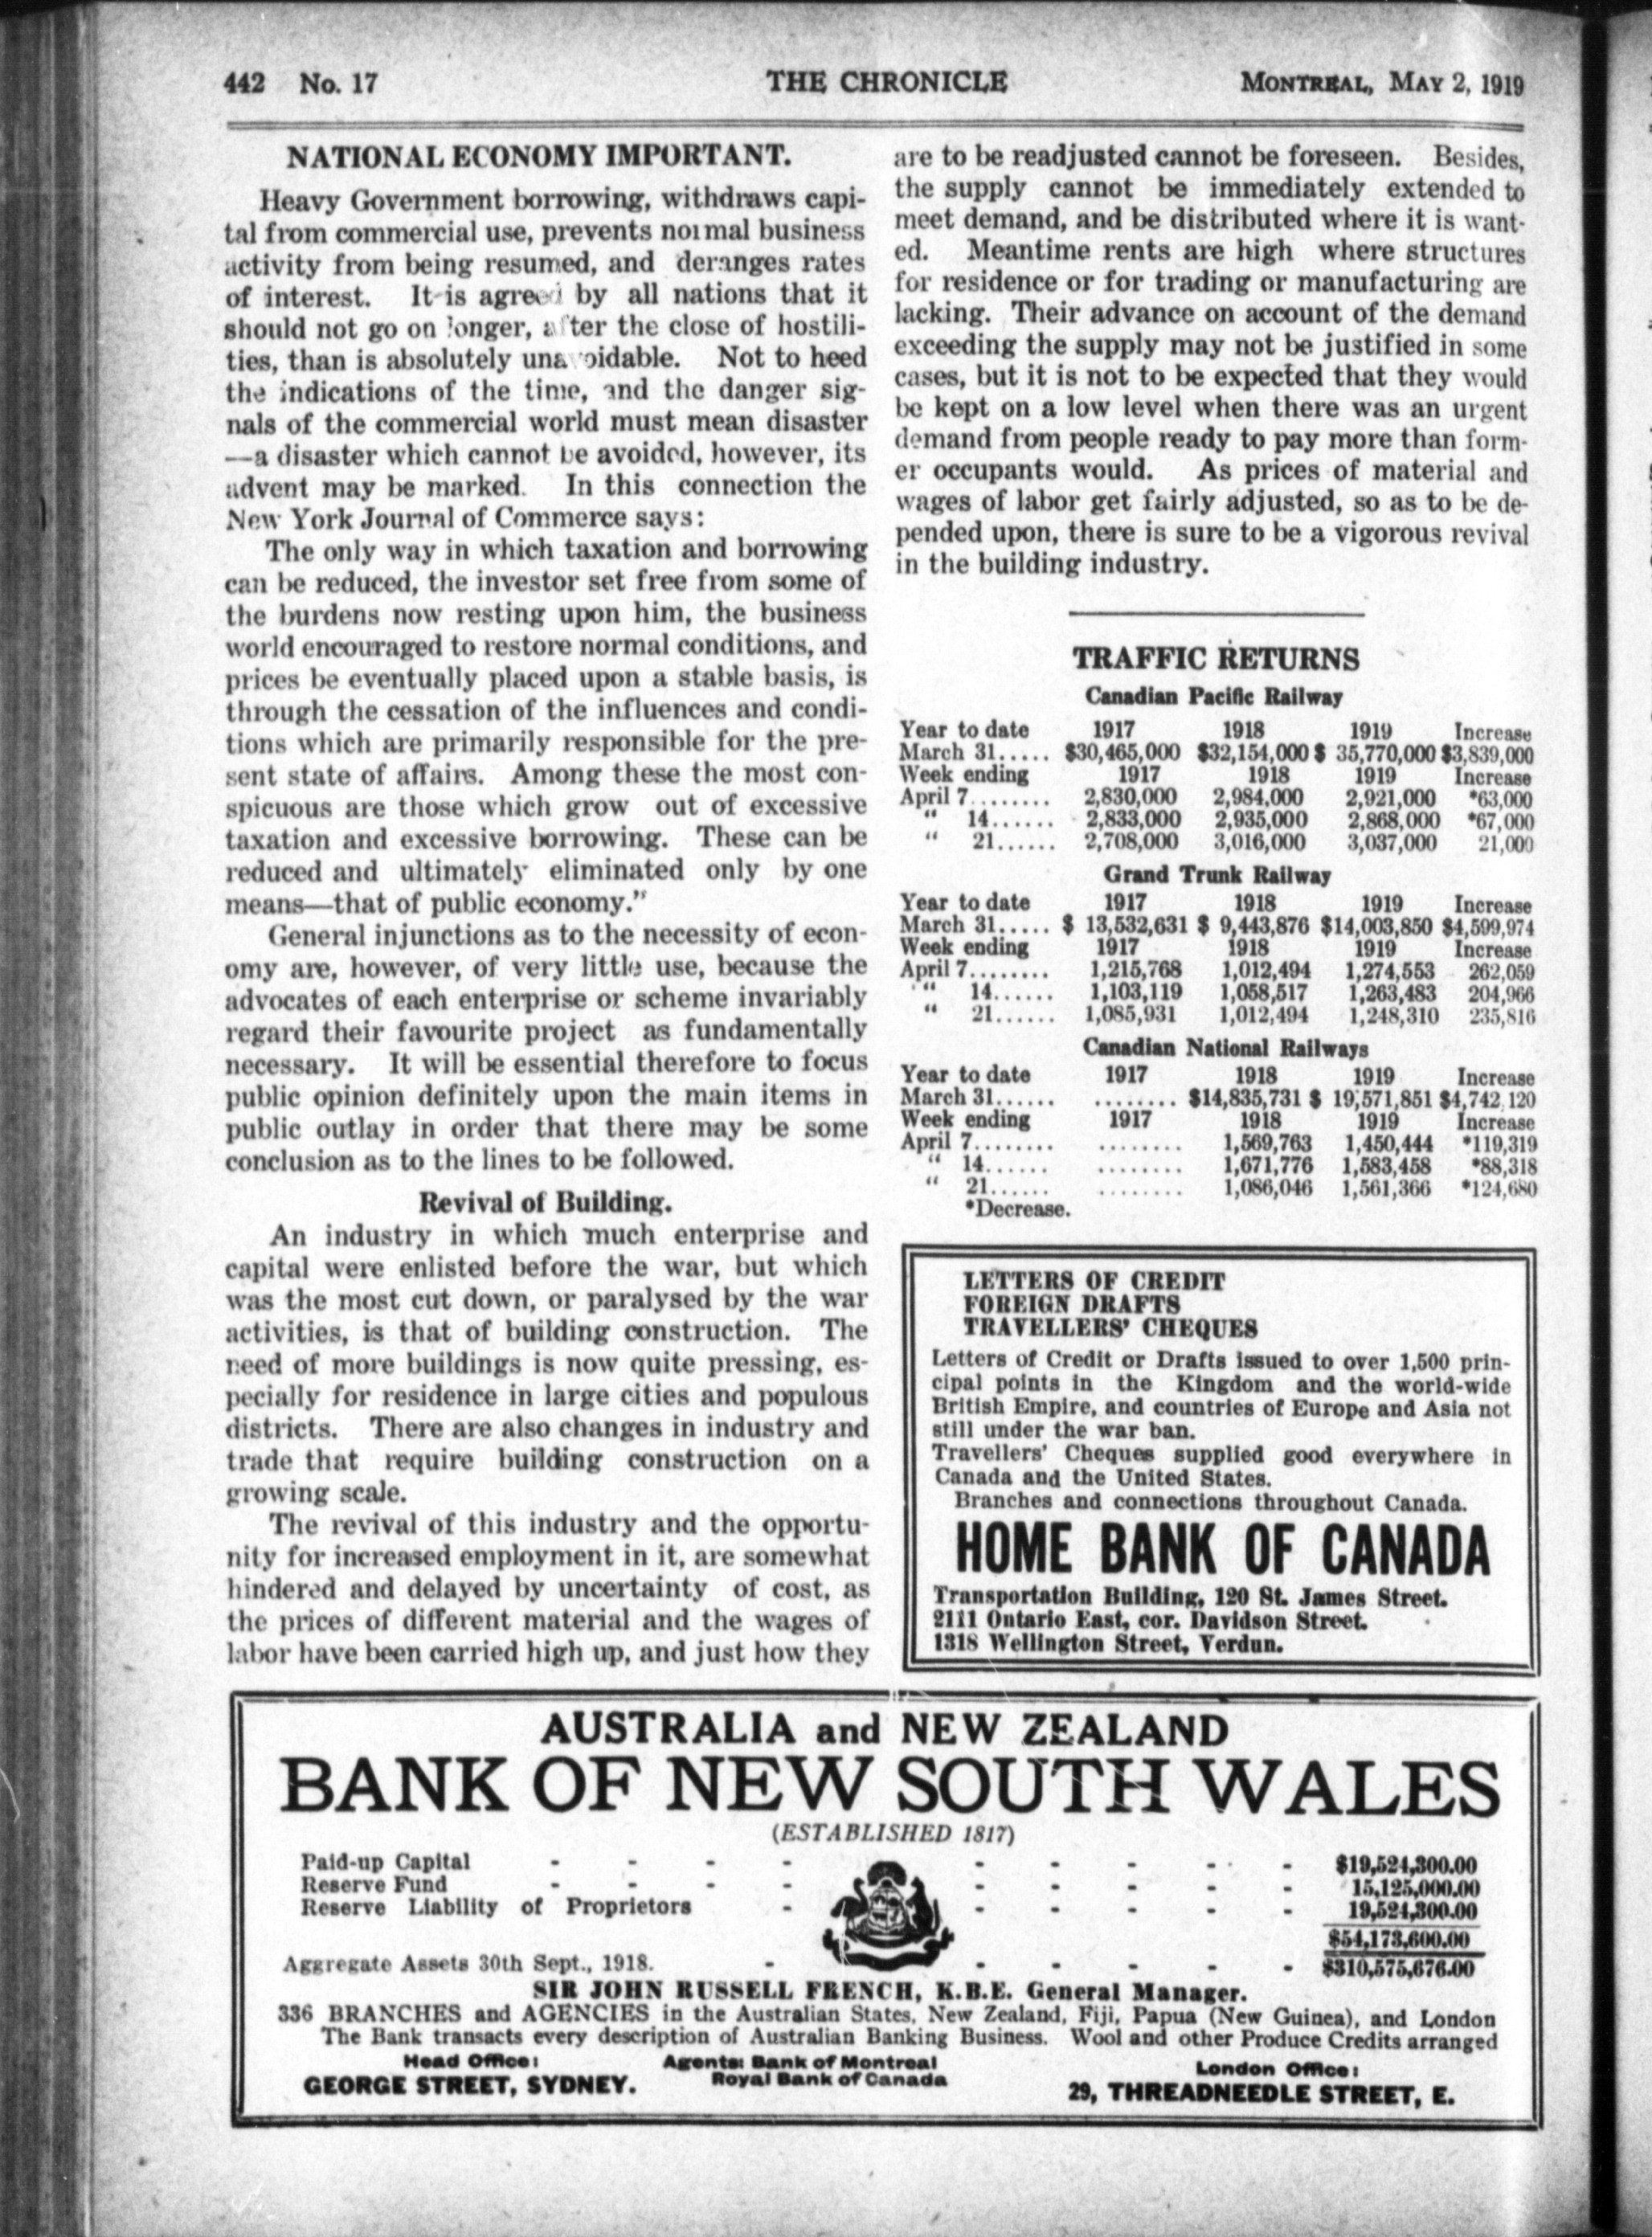 442 No. 17 THE CHRONICLE MONTREAL, MAY 2, 1919
NATIONAL ECONOMY IMPORTANT.
Heavy Government borrowing, withdraws capi-
tal from commercial use, prevents normal business
activity from being resumed, and deranges rates
of interest. It is agreed by all nations that it
should not go on longer, after the close of hostili-
ties, than is absolutely unavoidable. Not to heed
the indications of the time, and the danger sig-
nals of the commercial world must mean disaster
—a disaster which cannot be avoided, however, its
advent may be marked. In this connection the
New York Journal of Commerce says:
The only way in which taxation and borrowing
can be reduced, the investor set free from some of
the burdens now resting upon him, the business
world encouraged to restore normal conditions, and
prices be eventually placed upon a stable basis, is
through the cessation of the influences and condi-
tions which are primarily responsible for the pre-
sent state of affairs. Among these the most con-
spicuous are those which grow out of excessive
taxation and excessive borrowing. These can be
reduced and ultimately eliminated only by one
means—that of public economy."
General injunctions as to the necessity of econ-
omy are, however, of very little use, because the
advocates of each enterprise or scheme invariably
regard their favourite project as fundamentally
necessary. It will be essential therefore to focus
public opinion definitely upon the main items in
public outlay in order that there may be some
conclusion as to the lines to be followed.
Revival of Building.
An industry in which much enterprise and
capital were enlisted before the war, but which
was the most cut down, or paralysed by the war
activities, is that of building construction. The
need of more buildings is now quite pressing, es-
pecially for residence in large cities and populous
districts. There are also changes in industry and
trade that require building construction on a
growing scale.
The revival of this industry and the opportu-
nity for increased employment in it, are somewhat
hindered and delayed by uncertainty of cost, as
the prices of different material and the wages of
labor have been carried high up, and just how they
are to be readjusted cannot be foreseen. Besides,
the supply cannot be immediately extended to
meet demand, and be distributed where it is want-
ed. Meantime rents are high where structures
for residence or for trading or manufacturing are
lacking. Their advance on account of the demand
exceeding the supply may not be justified in some
cases, but it is not to be expected that they would
be kept on a low level when there was an urgent
demand from people ready to pay more than form-
er occupants would. As prices of material and
wages of labor get fairly adjusted, so as to be de-
pended upon, there is sure to be a vigorous revival
in the building industry.
TRAFFIC RETURNS
Canadian Pacific Railway
Year to date 1917 1918 1919 Increase
March 31..... $30,465,000 $32,154,000 $ 35,770,000 $3,839,000
Week ending 1917 1918 1919 Increase
April 7........ 2,830,000 2,984,000 2,921,000 *63,000
" 14...... 2,833,000 2,935,000 2,868,000 *67,000
" 21...... 2,708,000 3,016,000 3,037,000 21,000
Grand Trunk Railway
Year to date 1917 1918 1919 Increase
March 31..... $ 13,532,631 $ 9,443,876 $14,003,850 $4,599,974
Week ending 1917 1918 1919 Increase
April 7........ 1,215,768 1,012,494 1,274,553 262,059
" 14...... 1,103,119 1,058,517 1,263,483 204,966
" 21...... 1,085,931 1,012,494 1,248,310 235,816
Canadian National Railways
Year to date 1917 1918 1919 Increase
March 31...... ........ $14,835,731 $ 19,571,851 $4,742,120
Week ending 1917 1918 1919 Increase
April 7........ ........ 1,569,763 1,450,444 *119,319
" 14...... ........ 1,671,776 1,583,458 *88,318
" 21...... ........ 1,086,046 1,561,366 *124,680
*Decrease.
LETTERS OF CREDIT
FOREIGN DRAFTS
TRAVELLERS' CHEQUES
Letters of Credit or Drafts issued to over 1,500 prin-
cipal points in the Kingdom and the world-wide
British Empire, and countries of Europe and Asia not
still under the war ban.
Travellers' Cheques supplied good everywhere in
Canada and the United States.
Branches and connections throughout Canada.
HOME BANK OF CANADA
Transportation Building, 120 St. James Street.
2111 Ontario East, cor. Davidson Street.
1318 Wellington Street, Verdun.
AUSTRALIA and NEW ZEALAND
BANK OF NEW SOUTH WALES
(ESTABLISHED 1817)
Paid-up Capital - - - - - - - - - $19,524,300.00
Reserve Fund - - - - - - - - - 15,125,000.00
Reserve Liability of Proprietors - - - - - - 19,524,300.00
$54,173,600.00
Aggregate Assets 30th Sept., 1918. - - - - - - $310,575,676.00
SIR JOHN RUSSELL FRENCH, K.B.E. General Manager.
336 BRANCHES and AGENCIES in the Australian States, New Zealand, Fiji, Papua (New Guinea), and London
The Bank transacts every description of Australian Banking Business. Wool and other Produce Credits arranged
Head Office: Agents: Bank of Montreal London Office:
GEORGE STREET, SYDNEY. Royal Bank of Canada 29, THREADNEEDLE STREET, E.